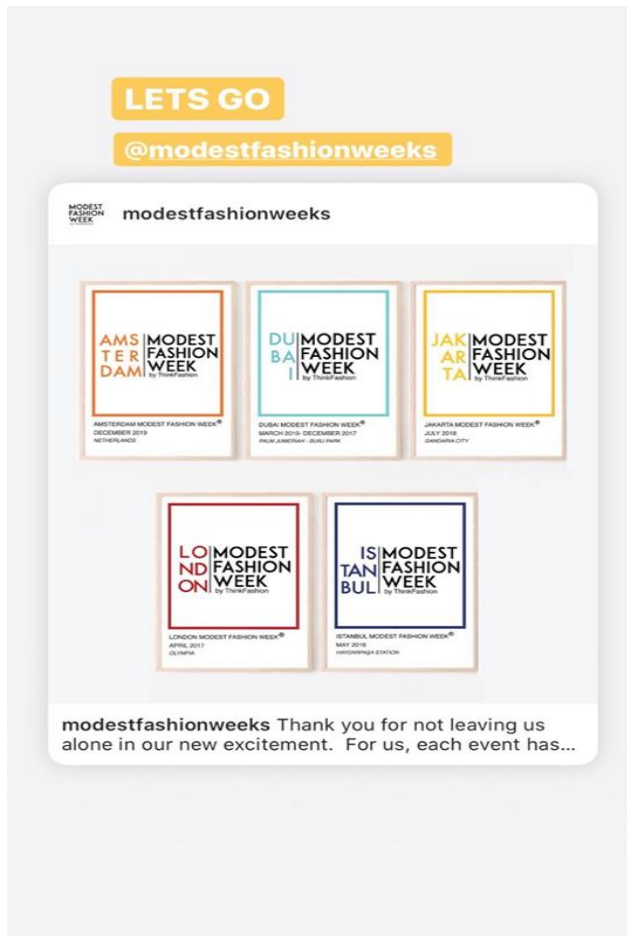 LETS GO
@modestfashionweeks
MODEST
FASHION
WEEK
modestfashionweeks
AMS
TER
DAM
MODEST
FASHION
WEEK
by ThinkFashion
AMSTERDAM MODEST FASHION WEEK®
DECEMBER 2019
NETHERLANDS
DU
BA
I
MODEST
FASHION
WEEK
by ThinkFashion
DUBAI MODEST FASHION WEEK®
MARCH 2019- DECEMBER 2017
PALM JUMERIAH - BURJ PARK
JAK
AR
TA
MODEST
FASHION
WEEK
by ThinkFashion
JAKARTA MODEST FASHION WEEK®
JULY 2018
GANDARIA CITY
LO
ND
ON
MODEST
FASHION
WEEK
by ThinkFashion
LONDON MODEST FASHION WEEK®
APRIL 2017
OLYMPIA
IS
TAN
BUL
MODEST
FASHION
WEEK
by ThinkFashion
ISTANBUL MODEST FASHION WEEK®
MAY 2016
HAYDARPAŞA STATION
modestfashionweeks Thank you for not leaving us
alone in our new excitement. For us, each event has...